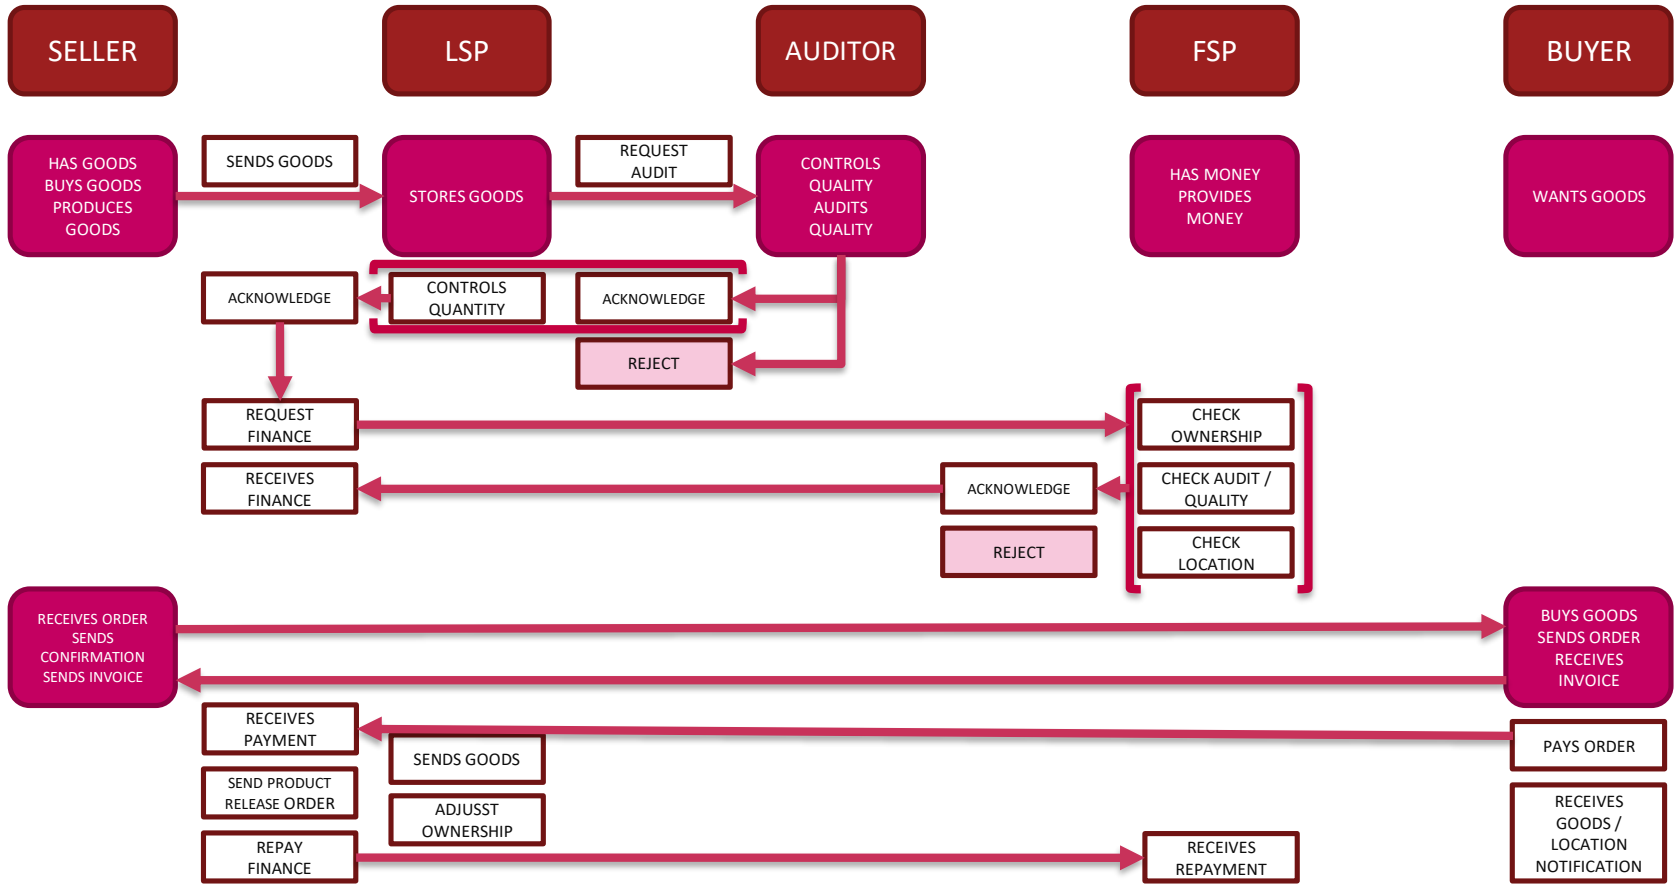 SELLER
LSP
AUDITOR
FSP
BUYER
HAS GOODS
BUYS GOODS
PRODUCES
GOODS
SENDS GOODS
STORES GOODS
REQUEST
AUDIT
CONTROLS
QUALITY
AUDITS
QUALITY
HAS MONEY
PROVIDES
MONEY
WANTS GOODS
ACKNOWLEDGE
CONTROLS
QUANTITY
ACKNOWLEDGE
REJECT
REQUEST
FINANCE
CHECK
OWNERSHIP
RECEIVES
FINANCE
ACKNOWLEDGE
CHECK AUDIT /
QUALITY
REJECT
CHECK
LOCATION
RECEIVES ORDER
SENDS
CONFIRMATION
SENDS INVOICE
BUYS GOODS
SENDS ORDER
RECEIVES
INVOICE
RECEIVES
PAYMENT
SENDS GOODS
PAYS ORDER
SEND PRODUCT
RELEASE ORDER
ADJUSST
OWNERSHIP
RECEIVES
GOODS /
LOCATION
NOTIFICATION
REPAY
FINANCE
RECEIVES
REPAYMENT